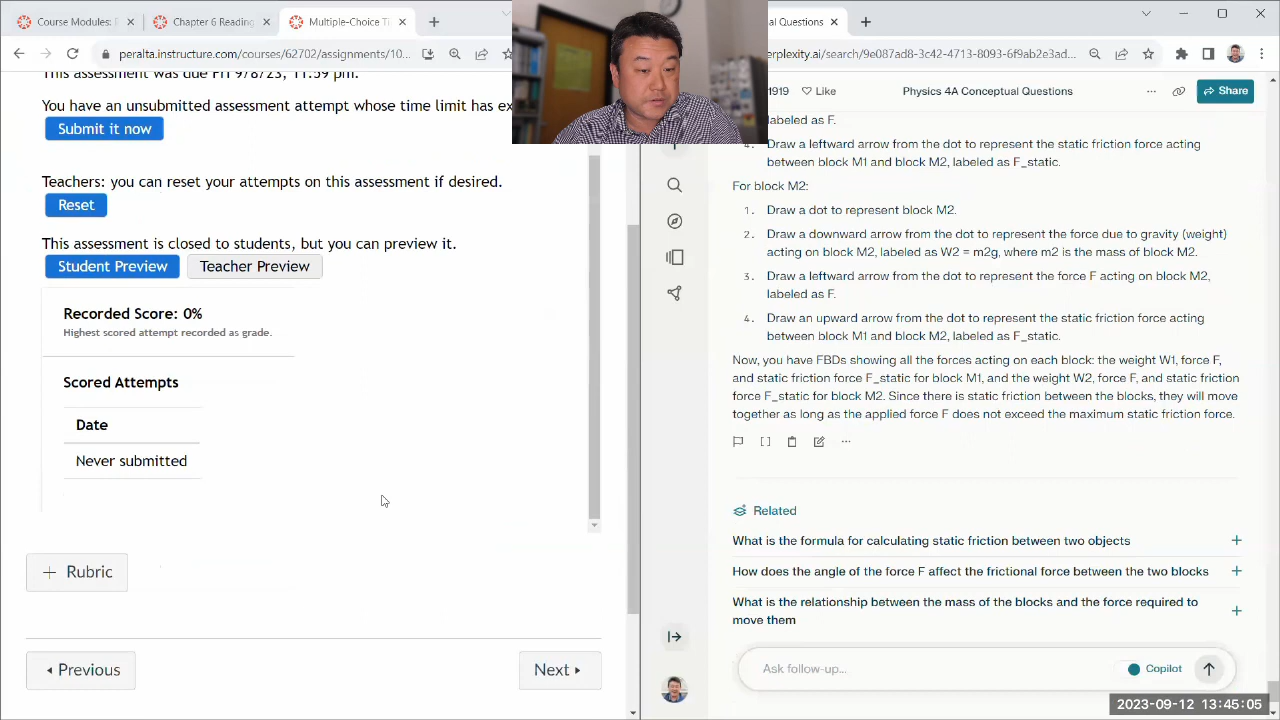 Course Modules:
Chapter 6 Reading
Multiple-Choice Ti
al Questions
peralta.instructure.com/courses/62702/assignments/10...
erplexity.ai/search/9e087ad8-3c42-4713-8093-6f9ab2e3ad...
This assessment was due Fri 9/8/23, 11:59 pm.
You have an unsubmitted assessment attempt whose time limit has ex
Submit it now
Teachers: you can reset your attempts on this assessment if desired.
Reset
This assessment is closed to students, but you can preview it.
Student Preview
Teacher Preview
Recorded Score: 0%
Highest scored attempt recorded as grade.
Scored Attempts
Date
Never submitted
+ Rubric
Previous
Next
1919
Like
Physics 4A Conceptual Questions
Share
labeled as F.
4. Draw a leftward arrow from the dot to represent the static friction force acting
between block M1 and block M2, labeled as F_static.
For block M2:
1. Draw a dot to represent block M2.
2. Draw a downward arrow from the dot to represent the force due to gravity (weight)
acting on block M2, labeled as W2 = m2g, where m2 is the mass of block M2.
3. Draw a leftward arrow from the dot to represent the force F acting on block M2,
labeled as F.
4. Draw an upward arrow from the dot to represent the static friction force acting
between block M1 and block M2, labeled as F_static.
Now, you have FBDs showing all the forces acting on each block: the weight W1, force F,
and static friction force F_static for block M1, and the weight W2, force F, and static friction
force F_static for block M2. Since there is static friction between the blocks, they will move
together as long as the applied force F does not exceed the maximum static friction force.
Related
What is the formula for calculating static friction between two objects
How does the angle of the force F affect the frictional force between the two blocks
What is the relationship between the mass of the blocks and the force required to
move them
Ask follow-up...
Copilot
2023-09-12 13:45:05